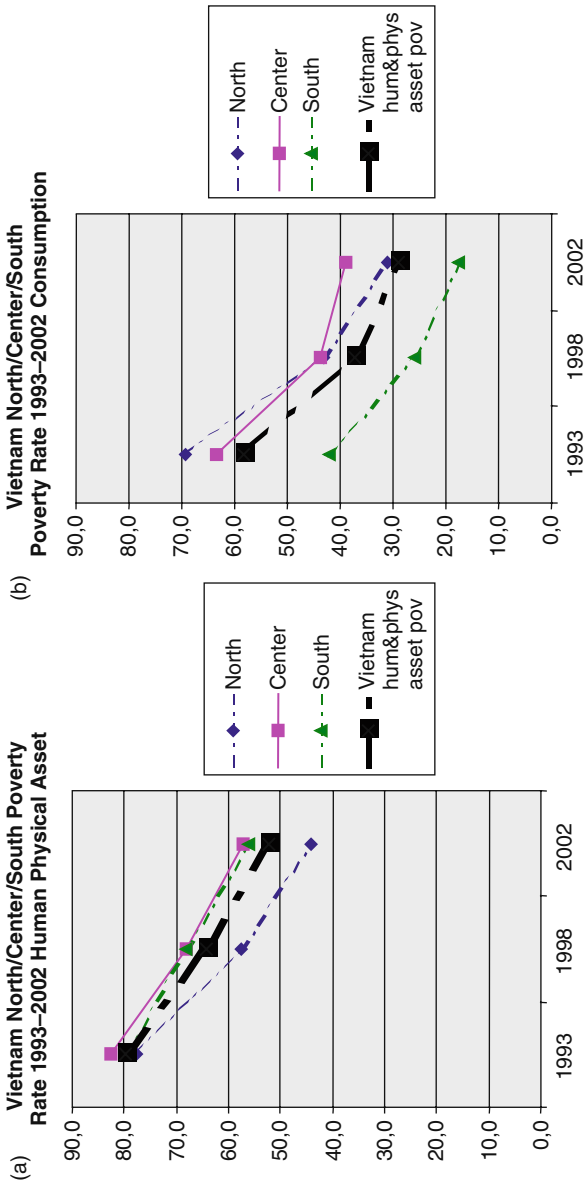 (a)
Vietnam North/Center/South Poverty
Rate 1993–2002 Human Physical Asset
90,0
80,0
70,0
60,0
50,0
40,0
30,0
20,0
10,0
0,0
1993
1998
2002
North
Center
South
Vietnam
hum&phys
asset pov
(b)
Vietnam North/Center/South
Poverty Rate 1993–2002 Consumption
90,0
80,0
70,0
60,0
50,0
40,0
30,0
20,0
10,0
0,0
1993
1998
2002
North
Center
South
Vietnam
hum&phys
asset pov